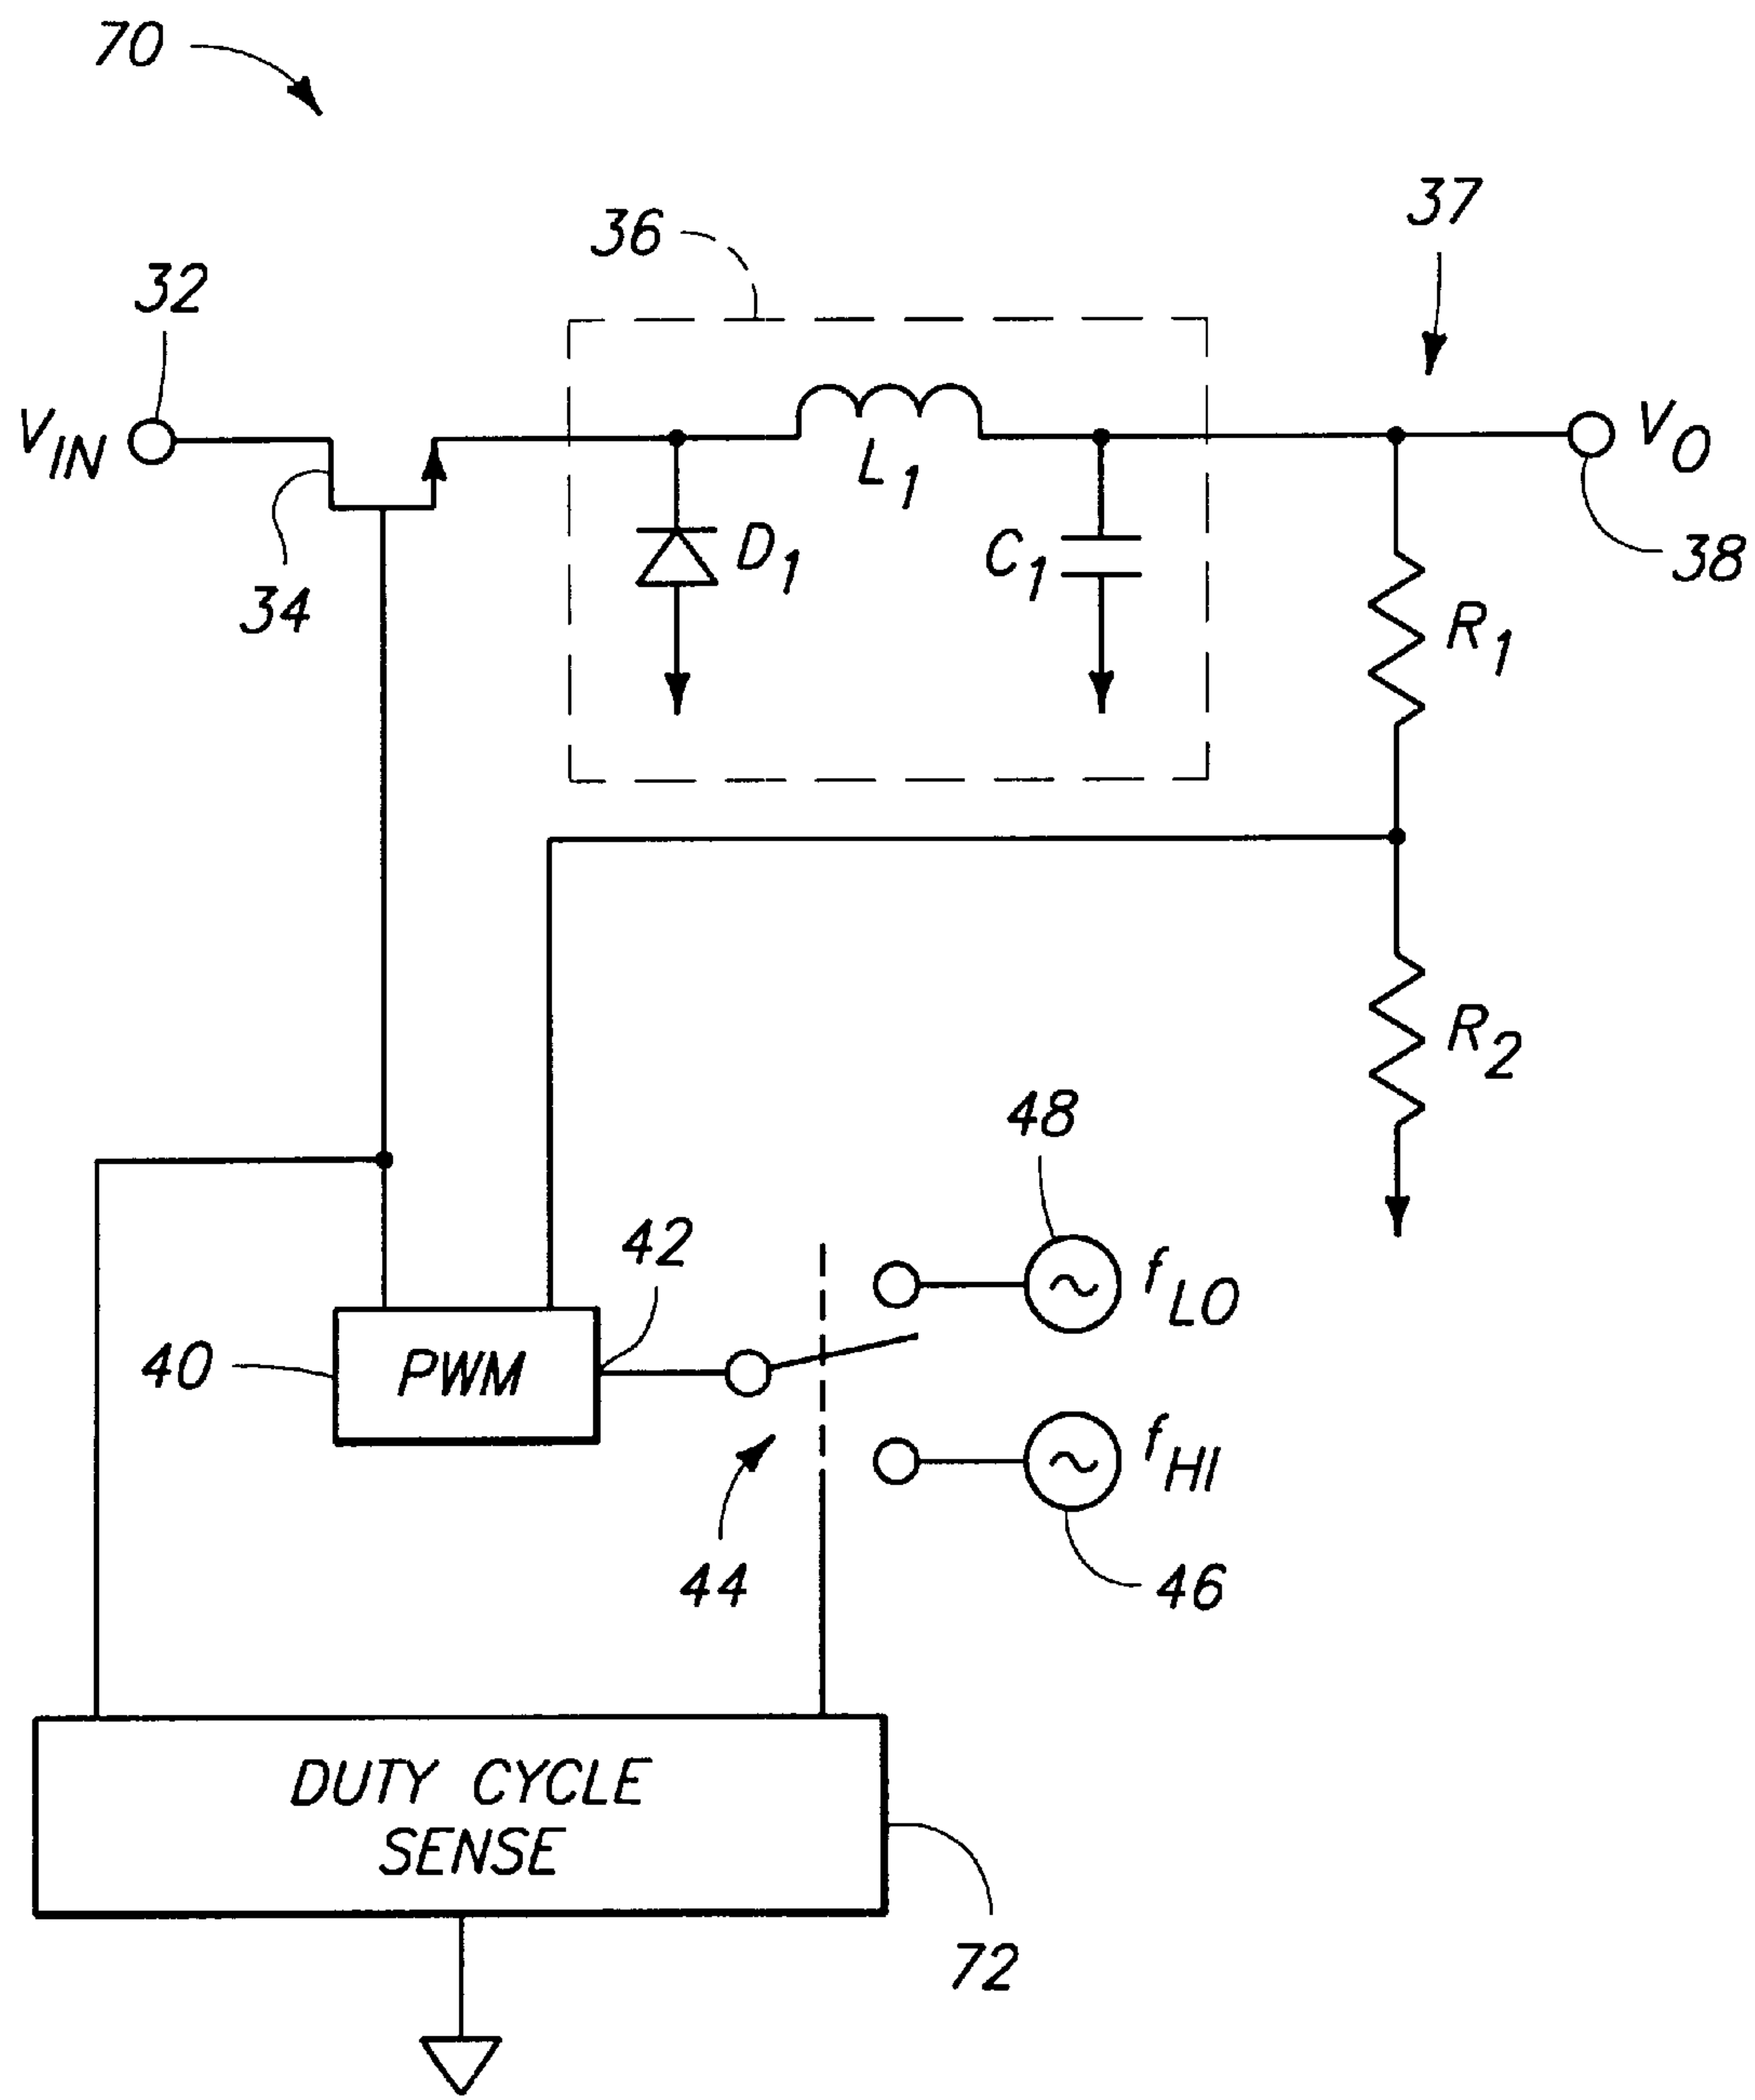 70
37
36
32
V_IN
L_1
V_O
D_1
C_1
38
34
R_1
R_2
48
42
f_LO
40
PWM
f_HI
44
46
DUTY CYCLE
SENSE
72